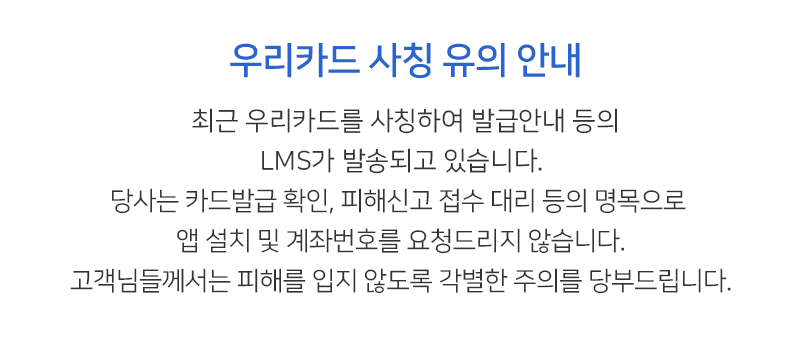 우리카드 사칭 유의 안내
최근 우리카드를 사칭하여 발급안내 등의
LMS가 발송되고 있습니다.
당사는 카드발급 확인, 피해신고 접수 대리 등의 명목으로
앱 설치 및 계좌번호를 요청드리지 않습니다.
고객님들께서는 피해를 입지 않도록 각별한 주의를 당부드립니다.